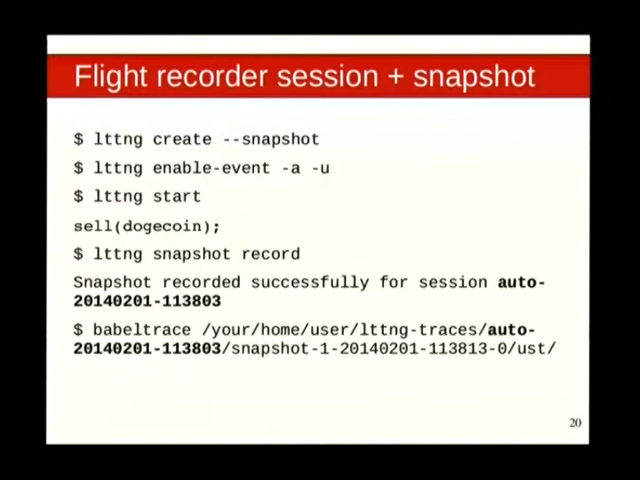 Flight recorder session + snapshot
$ lttng create --snapshot
$ lttng enable-event -a -u
$ lttng start
sell(dogecoin);
$ lttng snapshot record
Snapshot recorded successfully for session auto-
20140201-113803
$ babeltrace /your/home/user/lttng-traces/auto-
20140201-113803/snapshot-1-20140201-113813-0/ust/
20